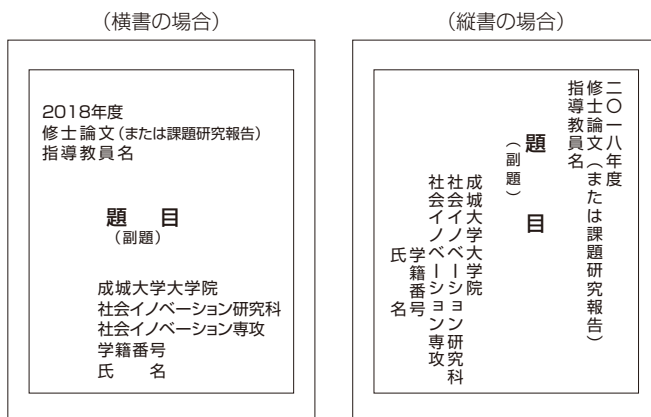 （横書の場合）
2018年度
修士論文（または課題研究報告）
指導教員名
題　目
（副題）
成城大学大学院
社会イノベーション研究科
社会イノベーション専攻
学籍番号
氏　　名
（縦書の場合）
二〇一八年度
修士論文（または課題研究報告）
指導教員名
題　目
（副題）
成城大学大学院
社会イノベーション研究科
社会イノベーション専攻
学籍番号
氏　名